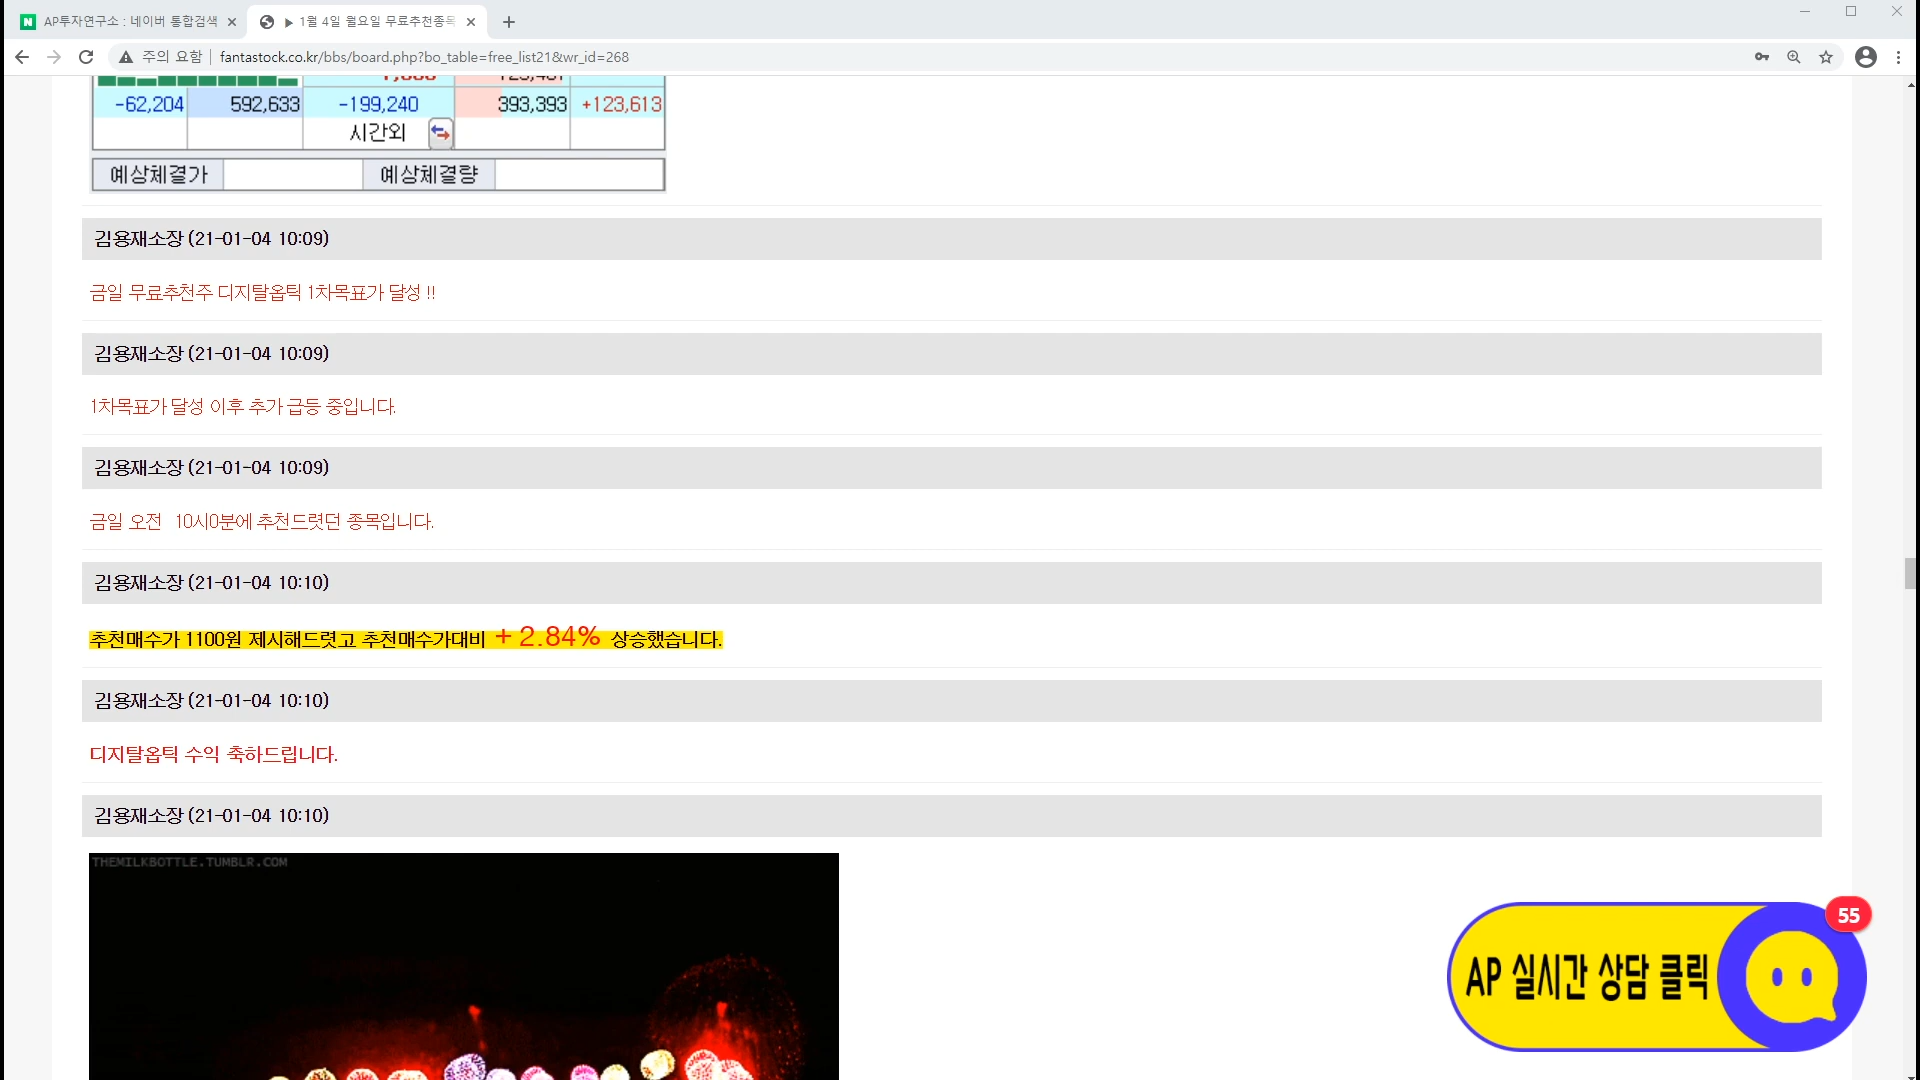 AP투자연구소 : 네이버 통합검색
▶ 1월 4일 월요일 무료추천종목
주의 요함
fantastock.co.kr/bbs/board.php?bo_table=free_list21&wr_id=268
-62,204 592,633 -199,240 393,393 +123,613
시간외
예상체결가 예상체결량
김용재소장 (21-01-04 10:09)
금일 무료추천주 디지탈옵틱 1차목표가 달성 !!
김용재소장 (21-01-04 10:09)
1차목표가 달성 이후 추가 급등 중입니다.
김용재소장 (21-01-04 10:09)
금일 오전 10시0분에 추천드렷던 종목입니다.
김용재소장 (21-01-04 10:10)
추천매수가 1100원 제시해드렷고 추천매수가대비 + 2.84% 상승했습니다.
김용재소장 (21-01-04 10:10)
디지탈옵틱 수익 축하드립니다.
김용재소장 (21-01-04 10:10)
THEMILKBOTTLE.TUMBLR.COM
55
AP 실시간 상담 클릭